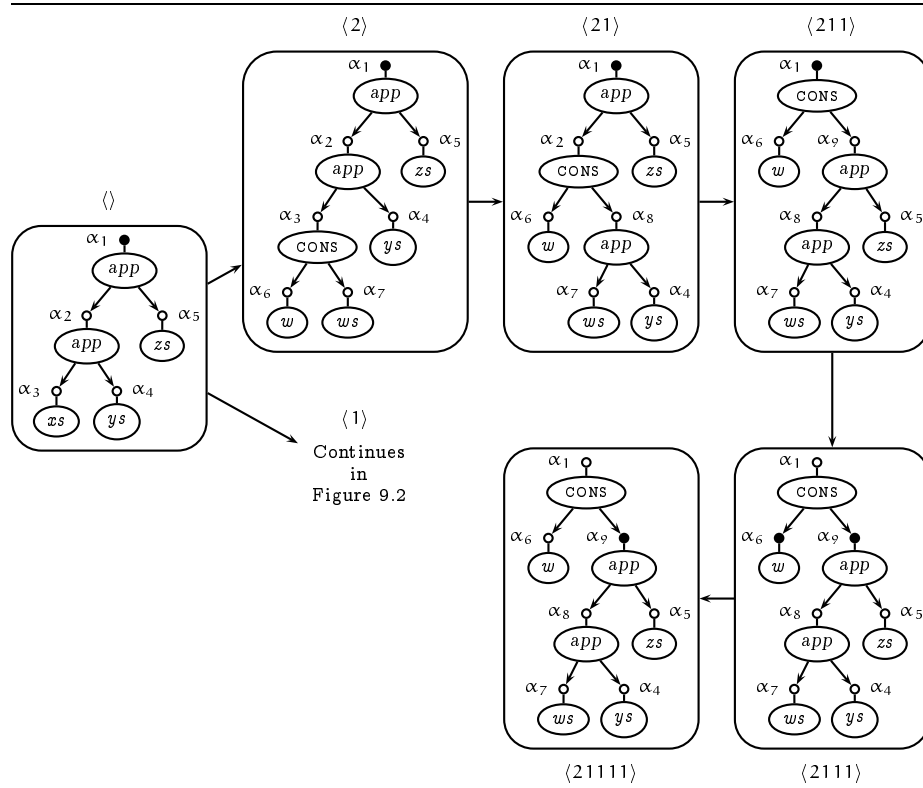 ⟨2⟩ ⟨21⟩ ⟨211⟩
α₁ α₁ α₁
app app CONS
α₂ α₅ α₂ α₅ α₆ α₉
app zs CONS zs w app
⟨⟩ α₃ α₄ α₆ α₈ α₈ α₅
α₁ CONS ys w app app zs
app α₆ α₇ α₇ α₄ α₇ α₄
α₂ α₅ w ws ws ys ws ys
app zs
α₃ α₄
xs ys
⟨1⟩
Continues
in
Figure 9.2
α₁ α₁
CONS CONS
α₆ α₉ α₆ α₉
w app w app
α₈ α₅ α₈ α₅
app zs app zs
α₇ α₄ α₇ α₄
ws ys ws ys
⟨21111⟩ ⟨2111⟩